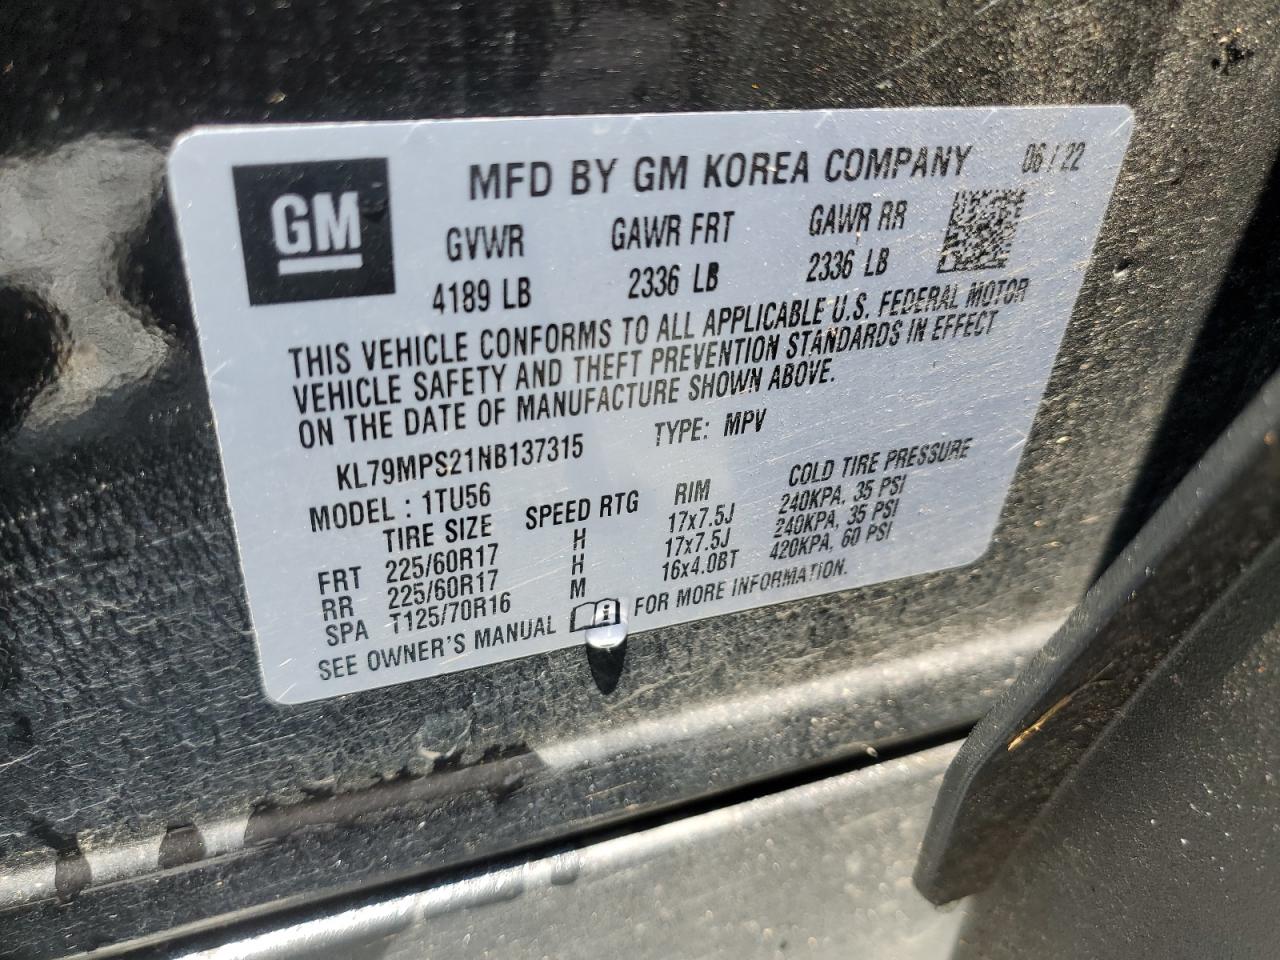 GM
MFD BY GM KOREA COMPANY 06 / 22
GVWR GAWR FRT GAWR RR
4189 LB 2336 LB 2336 LB
THIS VEHICLE CONFORMS TO ALL APPLICABLE U.S. FEDERAL MOTOR
VEHICLE SAFETY AND THEFT PREVENTION STANDARDS IN EFFECT
ON THE DATE OF MANUFACTURE SHOWN ABOVE.
KL79MPS21NB137315 TYPE: MPV
MODEL : 1TU56
TIRE SIZE SPEED RTG RIM COLD TIRE PRESSURE
FRT 225/60R17 H 17x7.5J 240KPA, 35 PSI
RR 225/60R17 H 17x7.5J 240KPA, 35 PSI
SPA T125/70R16 M 16x4.0BT 420KPA, 60 PSI
SEE OWNER'S MANUAL i FOR MORE INFORMATION.